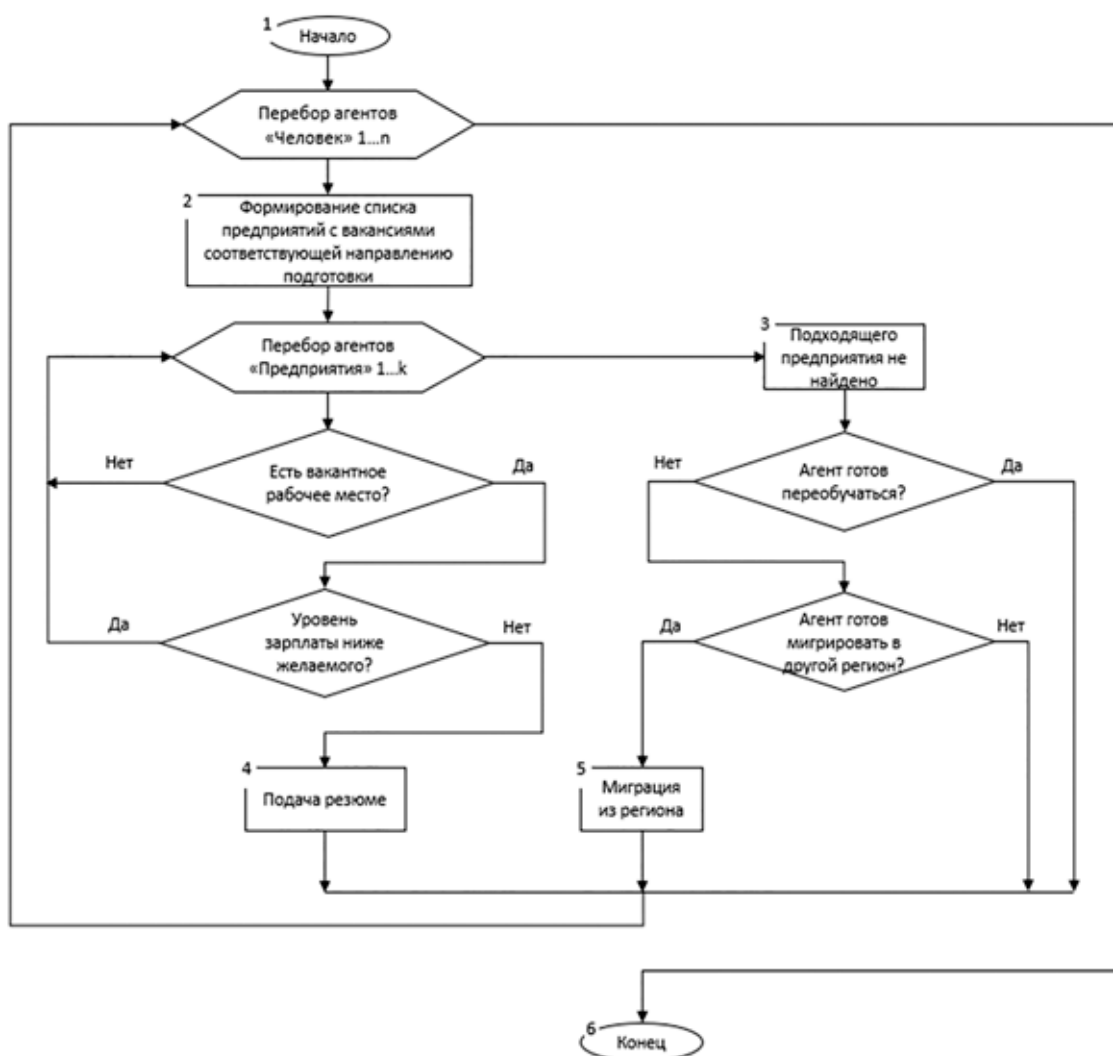 1
Начало
Перебор агентов
«Человек» 1...n
2
Формирование списка
предприятий с вакансиями
соответствующей направлению
подготовки
Перебор агентов
«Предприятия» 1...k
3
Подходящего
предприятия не
найдено
Нет
Есть вакантное
рабочее место?
Да
Нет
Агент готов
переобучаться?
Да
Да
Уровень
зарплаты ниже
желаемого?
Нет
Да
Агент готов
мигрировать в
другой регион?
Нет
4
Подача резюме
5
Миграция
из региона
6
Конец